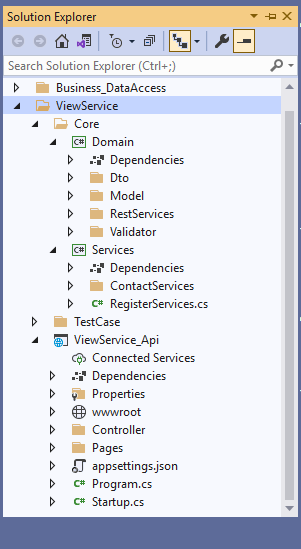 Solution Explorer
Search Solution Explorer (Ctrl+;)
Business_DataAccess
ViewService
Core
C# Domain
Dependencies
Dto
Model
RestServices
Validator
C# Services
Dependencies
ContactServices
C# RegisterServices.cs
TestCase
ViewService_Api
Connected Services
Dependencies
Properties
wwwroot
Controller
Pages
appsettings.json
C# Program.cs
C# Startup.cs